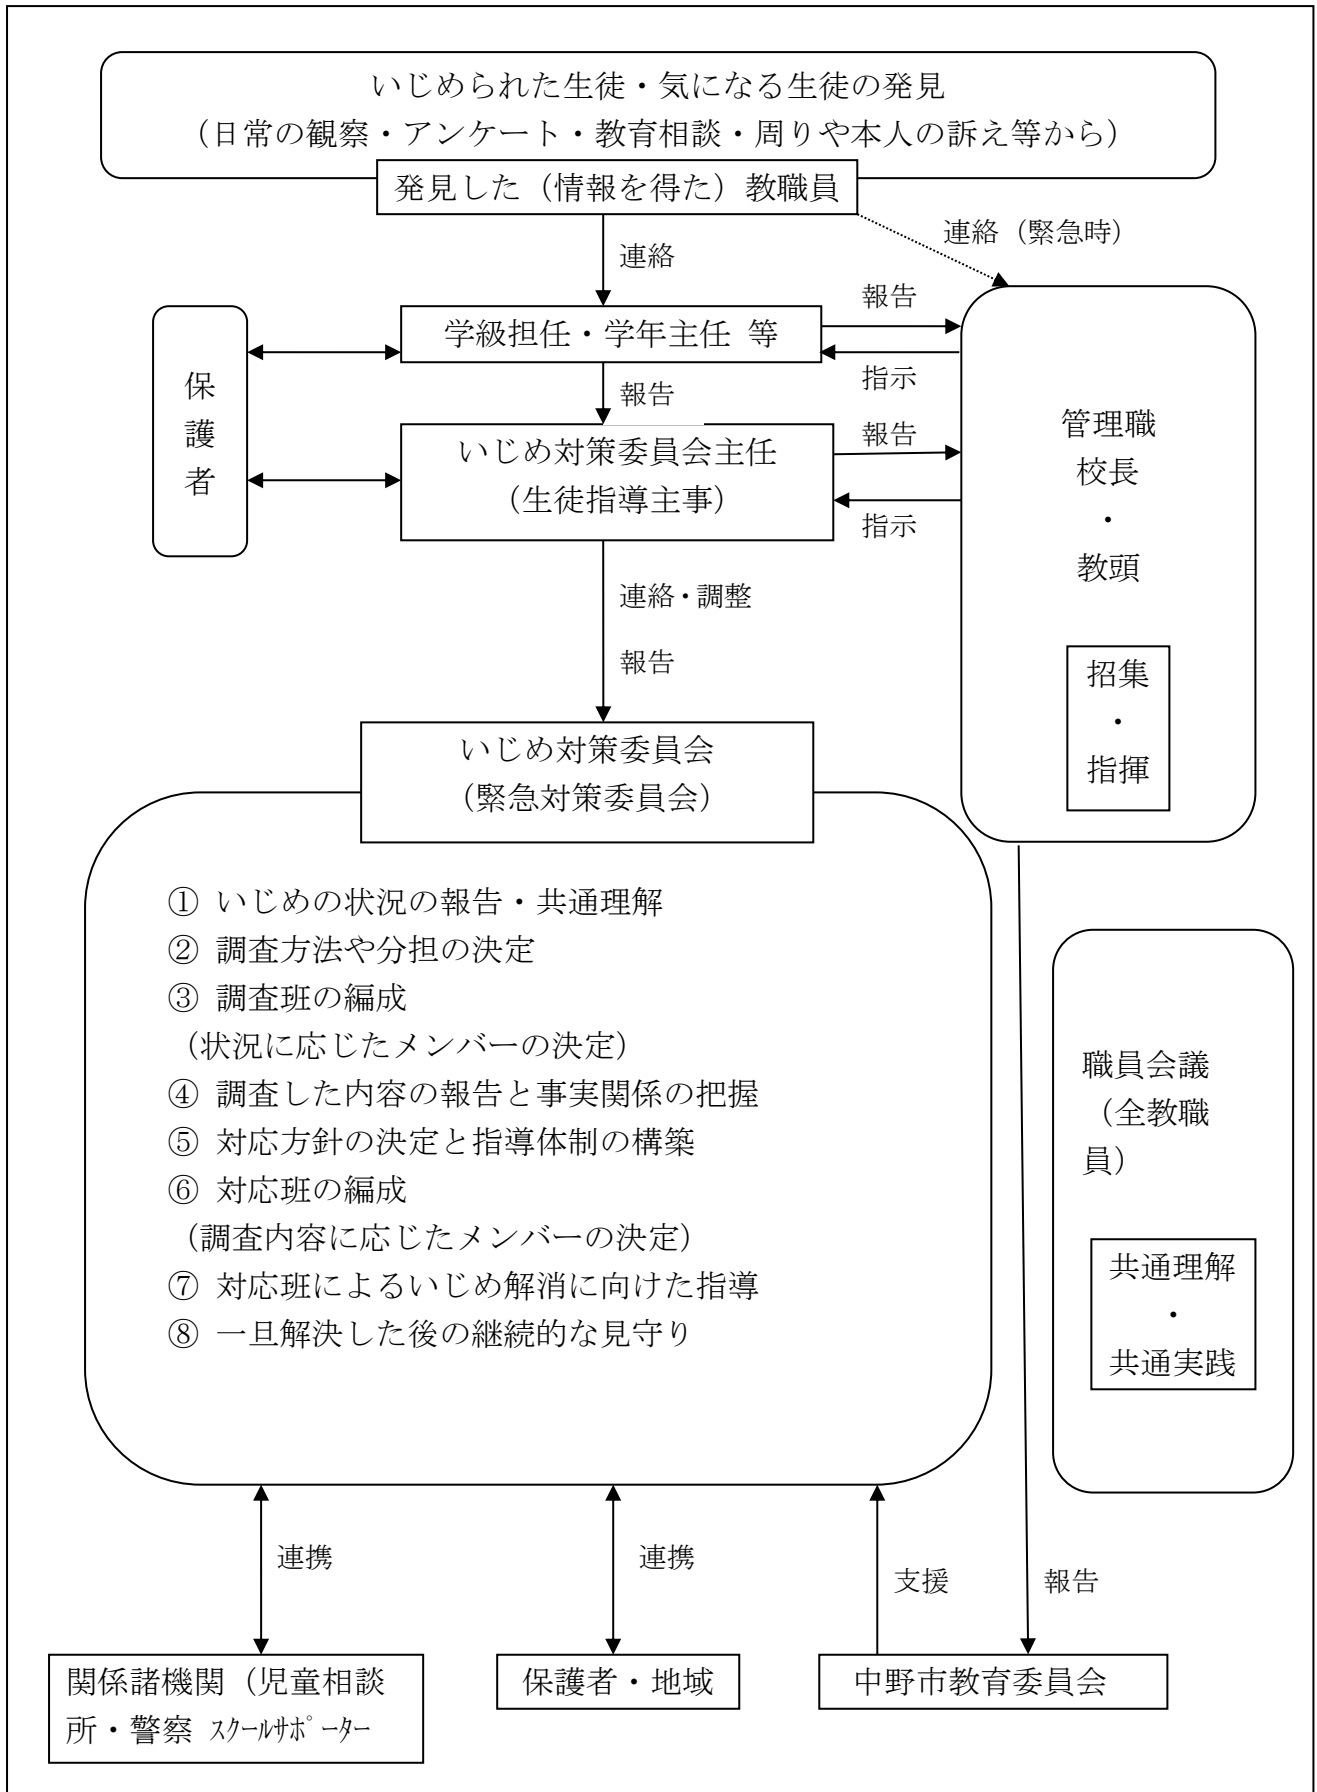 いじめられた生徒・気になる生徒の発見
（日常の観察・アンケート・教育相談・周りや本人の訴え等から）
発見した（情報を得た）教職員
連絡（緊急時）
連絡
報告
学級担任・学年主任 等
指示
保
護
者
報告
管理職
校長
・
教頭
報告
いじめ対策委員会主任
（生徒指導主事）
指示
連絡・調整
報告
招集
・
指揮
いじめ対策委員会
（緊急対策委員会）
① いじめの状況の報告・共通理解
② 調査方法や分担の決定
③ 調査班の編成
（状況に応じたメンバーの決定）
④ 調査した内容の報告と事実関係の把握
⑤ 対応方針の決定と指導体制の構築
⑥ 対応班の編成
（調査内容に応じたメンバーの決定）
⑦ 対応班によるいじめ解消に向けた指導
⑧ 一旦解決した後の継続的な見守り
職員会議
（全教職
員）
共通理解
・
共通実践
連携
連携
支援
報告
関係諸機関（児童相談
所・警察 ｽｸｰﾙｻﾎﾟｰﾀｰ
保護者・地域
中野市教育委員会